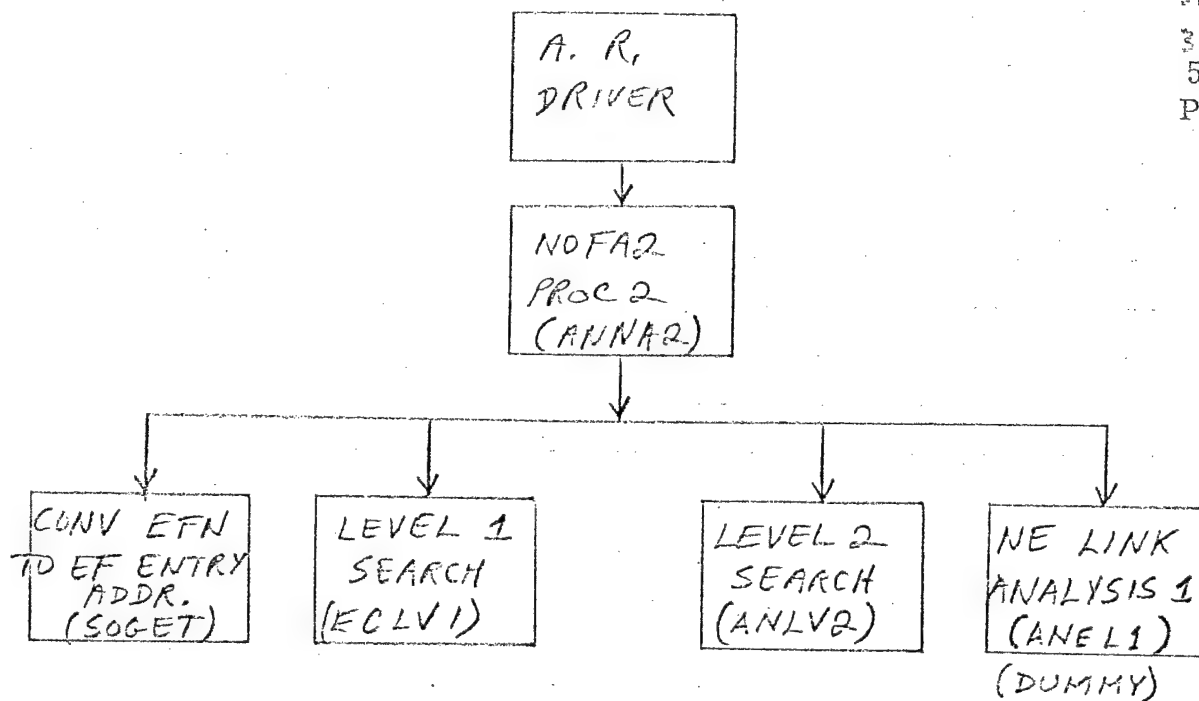 A. R.
DRIVER
5
P
NOFA2
PROC 2
(ANNA2)
CONV EFN
TO EF ENTRY
ADDR.
(SOGET)
LEVEL 1
SEARCH
(ECLV1)
LEVEL 2
SEARCH
(ANLV2)
NE LINK
ANALYSIS 1
(ANEL1)
(DUMMY)